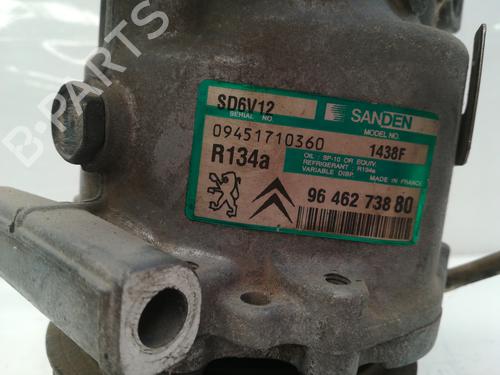 B-PARTS
SD6V12
SERIAL NO.
SANDEN
MODEL NO.
09451710360
1438F
R134a
OIL : SP-10 OR EQUIV.
REFRIGERANT : R134a
VARIABLE DISP.
MADE IN FRANCE
96 462 738 80